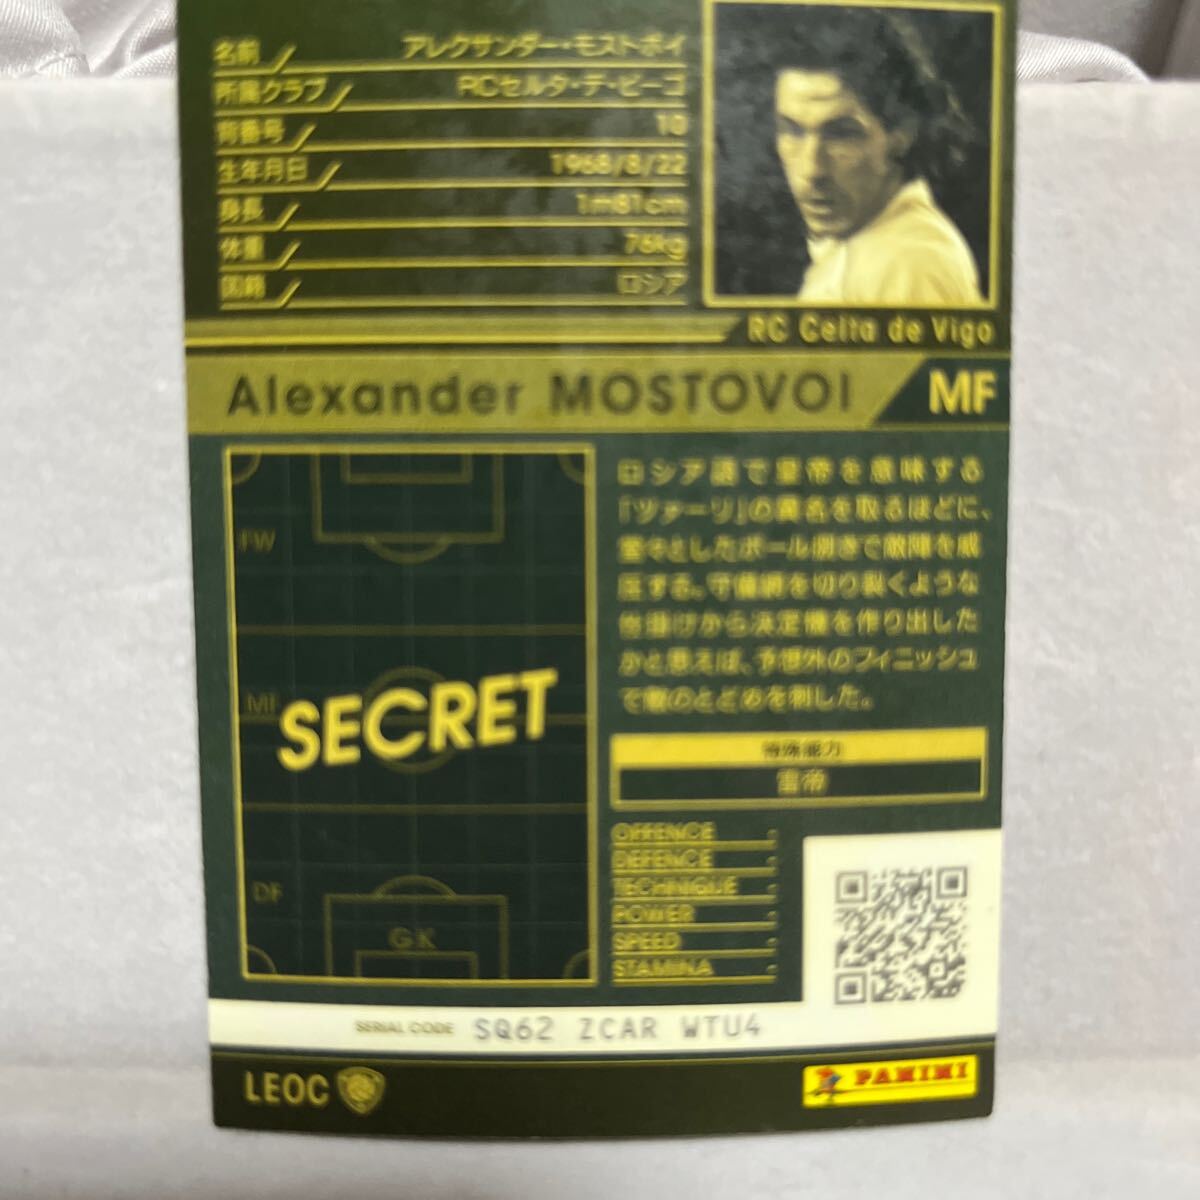 名前 アレクサンダー・モストボイ
所属クラブ RCセルタ・デ・ビーゴ
背番号 10
生年月日 1968/8/22
身長 1m81cm
体重 76kg
国籍 ロシア
RC Celta de Vigo
Alexander MOSTOVOI MF
FW
MF
SECRET
DF
GK
ロシア語で皇帝を意味する
「ツァーリ」の異名を取るほどに、
堂々としたボール捌きで敵陣を威
圧する。守備網を切り裂くような
仕掛けから決定機を作り出した
かと思えば、予想外のフィニッシュ
で敵のとどめを刺した。
特殊能力
皇帝
OFFENCE -
DEFENCE -
TECHNIQUE -
POWER -
SPEED -
STAMINA -
SERIAL CODE SQ62 ZCAR WTU4
LEOC
PANINI